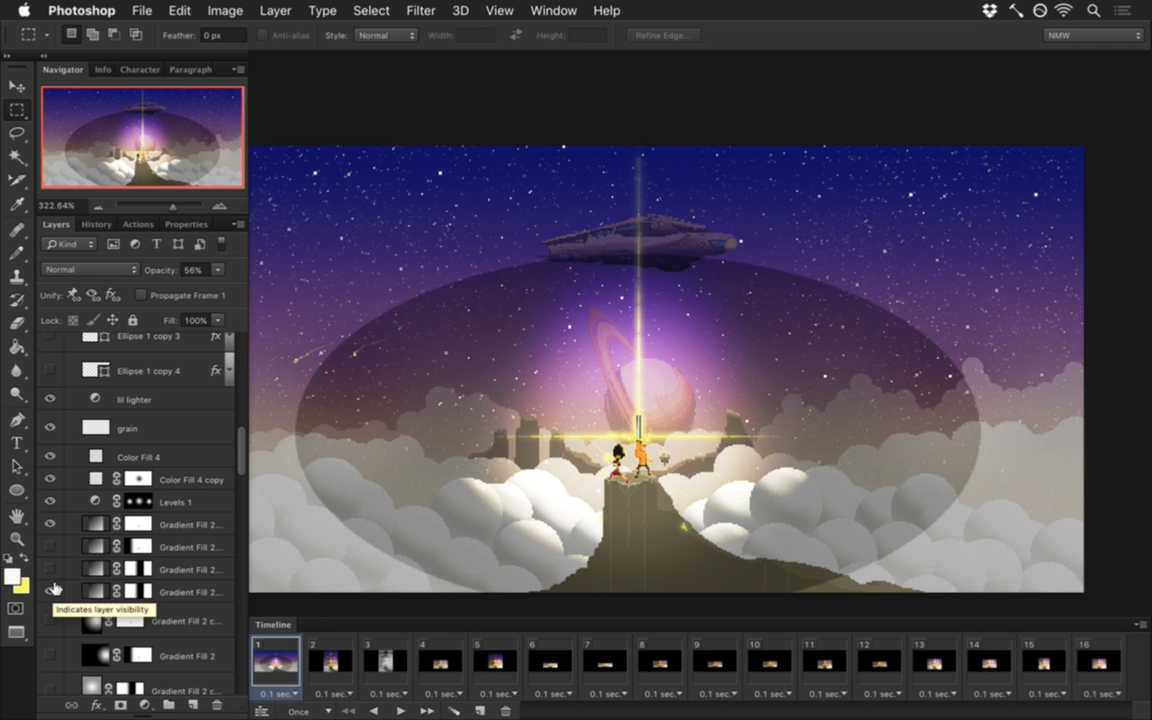 Photoshop File Edit Image Layer Type Select Filter 3D View Window Help
Feather: 0 px Anti-alias Style: Normal Width: Height: Refine Edge... NMW
Navigator Info Character Paragraph
322.64%
Layers History Actions Properties
Kind
Normal Opacity: 56%
Unify: Propagate Frame 1
Lock: Fill: 100%
Ellipse 1 copy 3 fx
Ellipse 1 copy 4 fx
lil lighter
grain
Color Fill 4
Color Fill 4 copy
Levels 1
Gradient Fill 2...
Gradient Fill 2...
Gradient Fill 2...
Gradient Fill 2...
Indicates layer visibility
Gradient Fill 2 c...
Gradient Fill 2
Gradient Fill 2 c...
fx
Timeline
1 2 3 4 5 6 7 8 9 10 11 12 13 14 15 16
0.1 sec. 0.1 sec. 0.1 sec. 0.1 sec. 0.1 sec. 0.1 sec. 0.1 sec. 0.1 sec. 0.1 sec. 0.1 sec. 0.1 sec. 0.1 sec. 0.1 sec. 0.1 sec. 0.1 sec. 0.1 sec.
Once